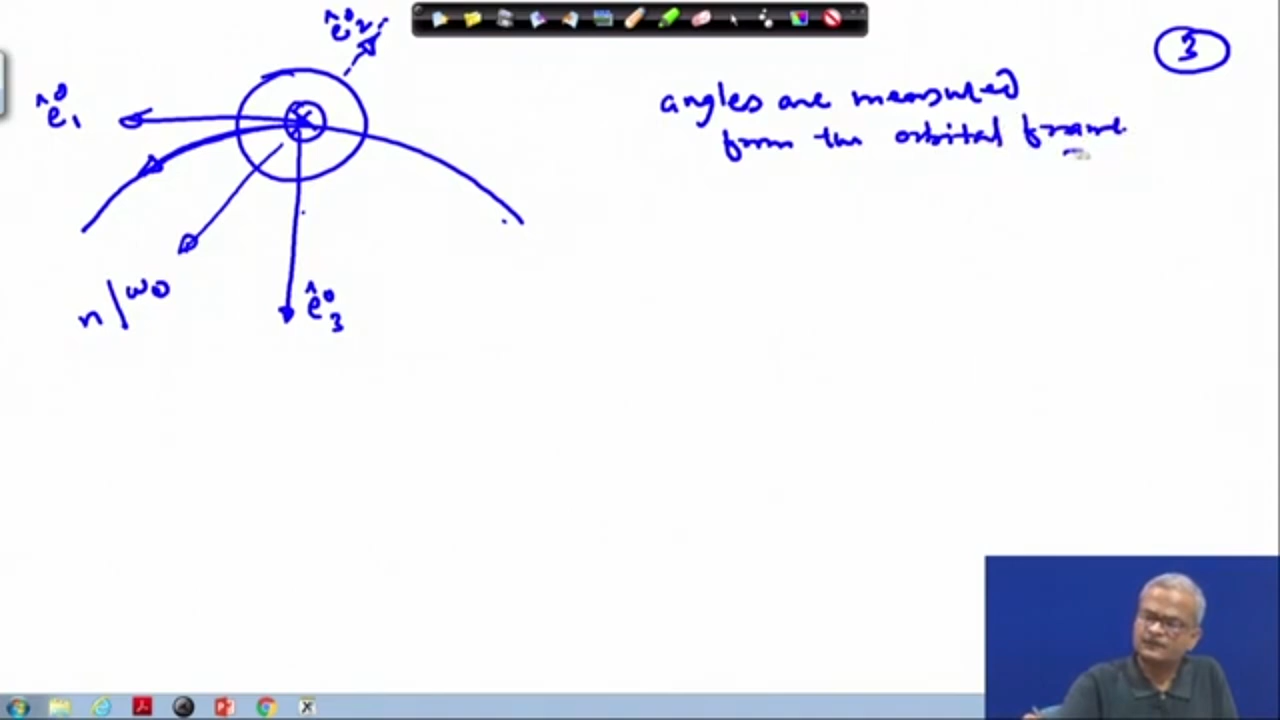 3
ê₂⁰
ê₁⁰
angles are measured
from the orbital frame
n/ω₀
ê₃⁰